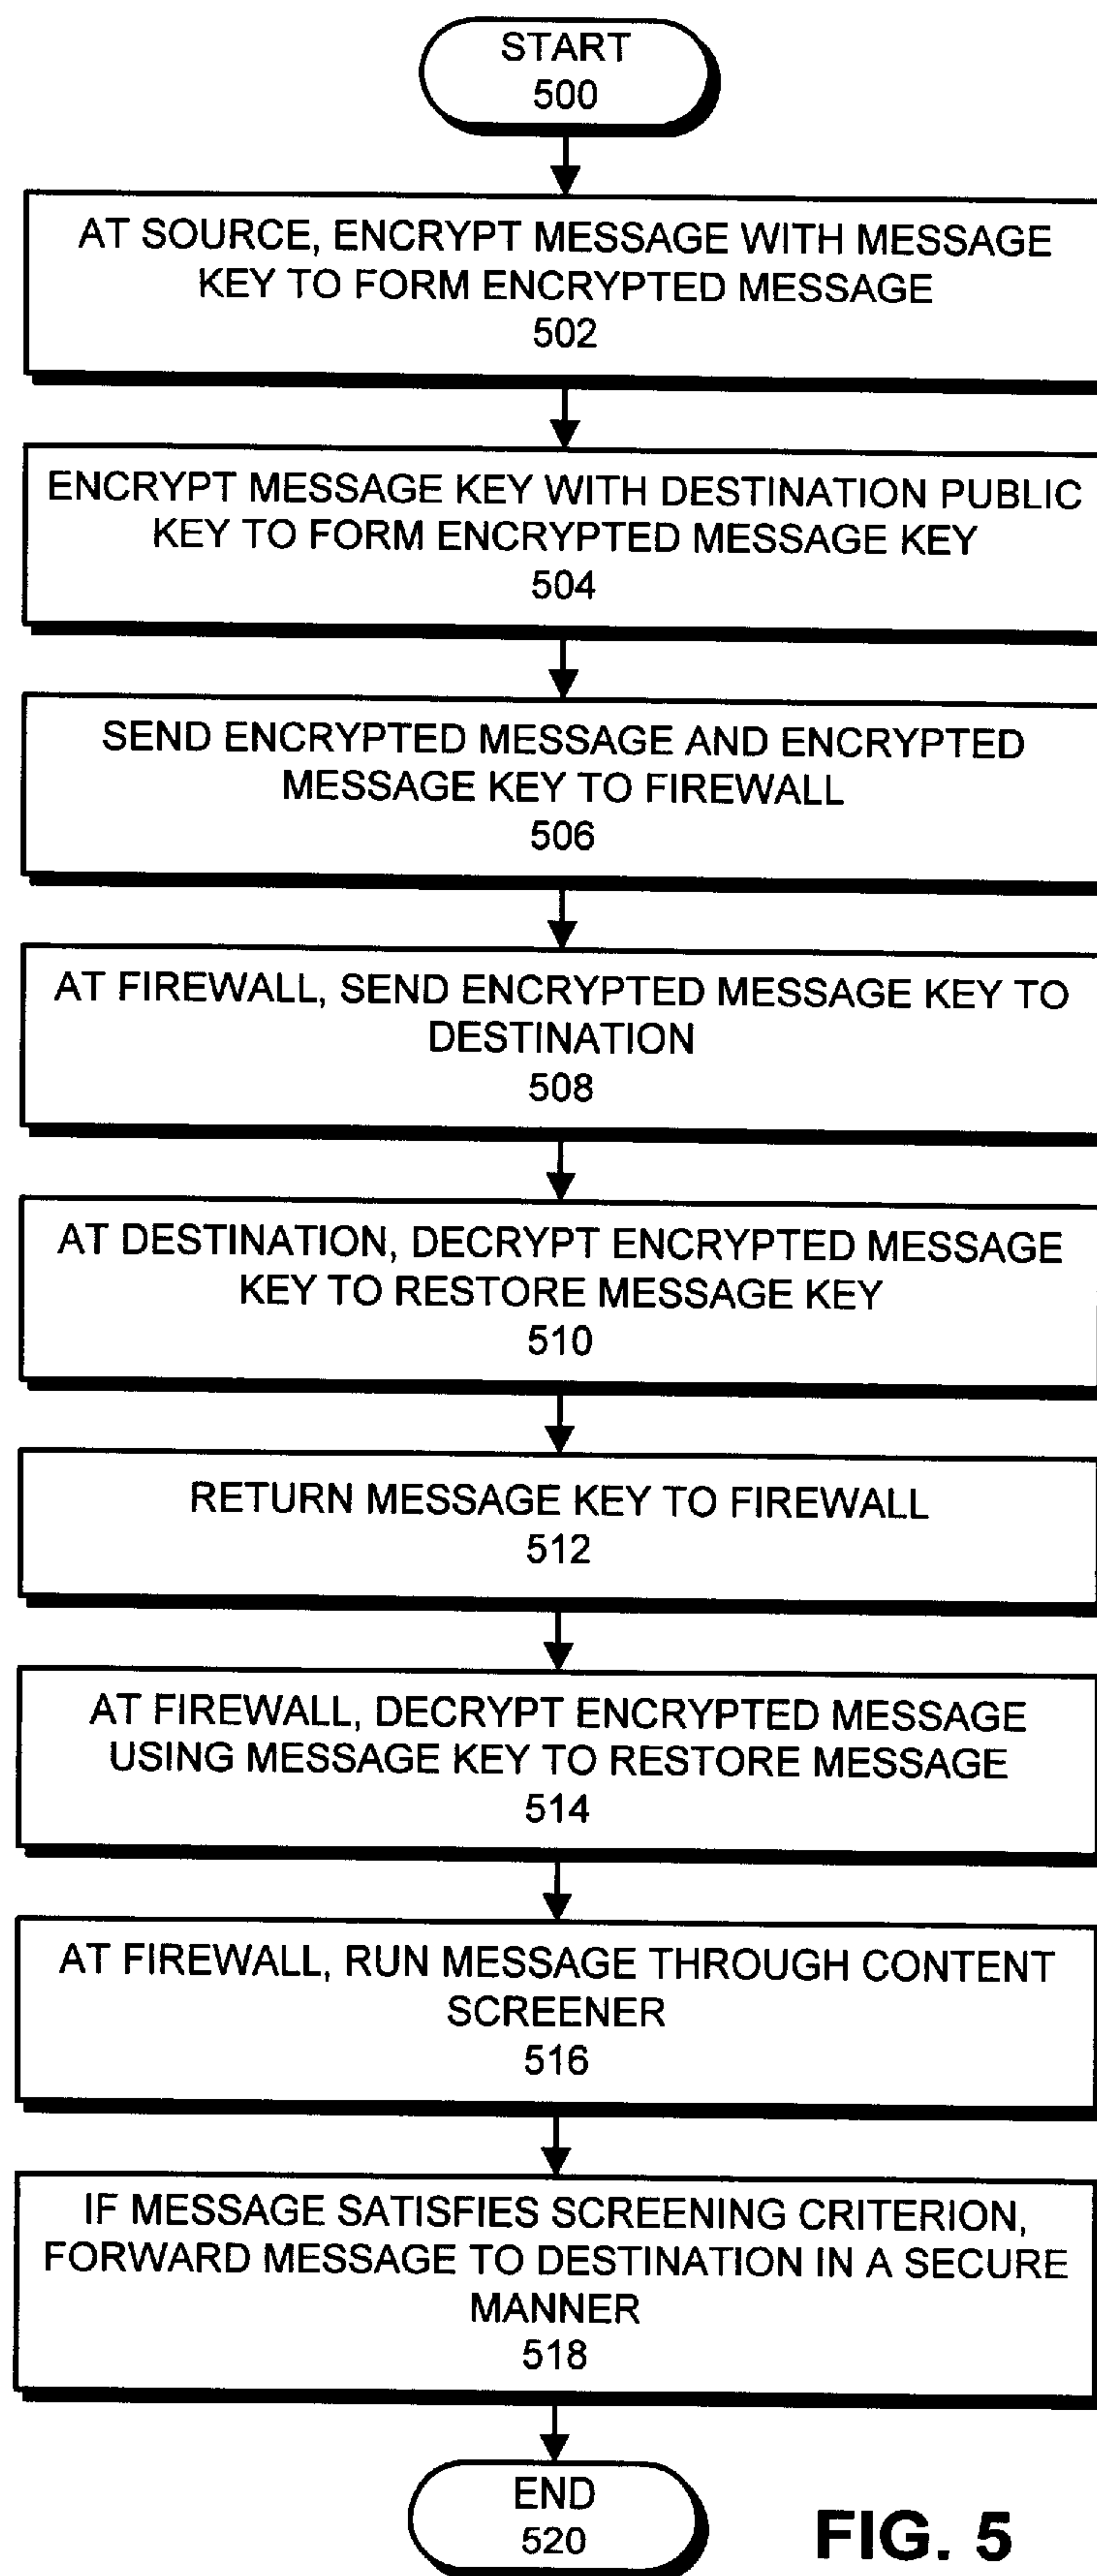 START
500
AT SOURCE, ENCRYPT MESSAGE WITH MESSAGE
KEY TO FORM ENCRYPTED MESSAGE
502
ENCRYPT MESSAGE KEY WITH DESTINATION PUBLIC
KEY TO FORM ENCRYPTED MESSAGE KEY
504
SEND ENCRYPTED MESSAGE AND ENCRYPTED
MESSAGE KEY TO FIREWALL
506
AT FIREWALL, SEND ENCRYPTED MESSAGE KEY TO
DESTINATION
508
AT DESTINATION, DECRYPT ENCRYPTED MESSAGE
KEY TO RESTORE MESSAGE KEY
510
RETURN MESSAGE KEY TO FIREWALL
512
AT FIREWALL, DECRYPT ENCRYPTED MESSAGE
USING MESSAGE KEY TO RESTORE MESSAGE
514
AT FIREWALL, RUN MESSAGE THROUGH CONTENT
SCREENER
516
IF MESSAGE SATISFIES SCREENING CRITERION,
FORWARD MESSAGE TO DESTINATION IN A SECURE
MANNER
518
END
520
FIG. 5